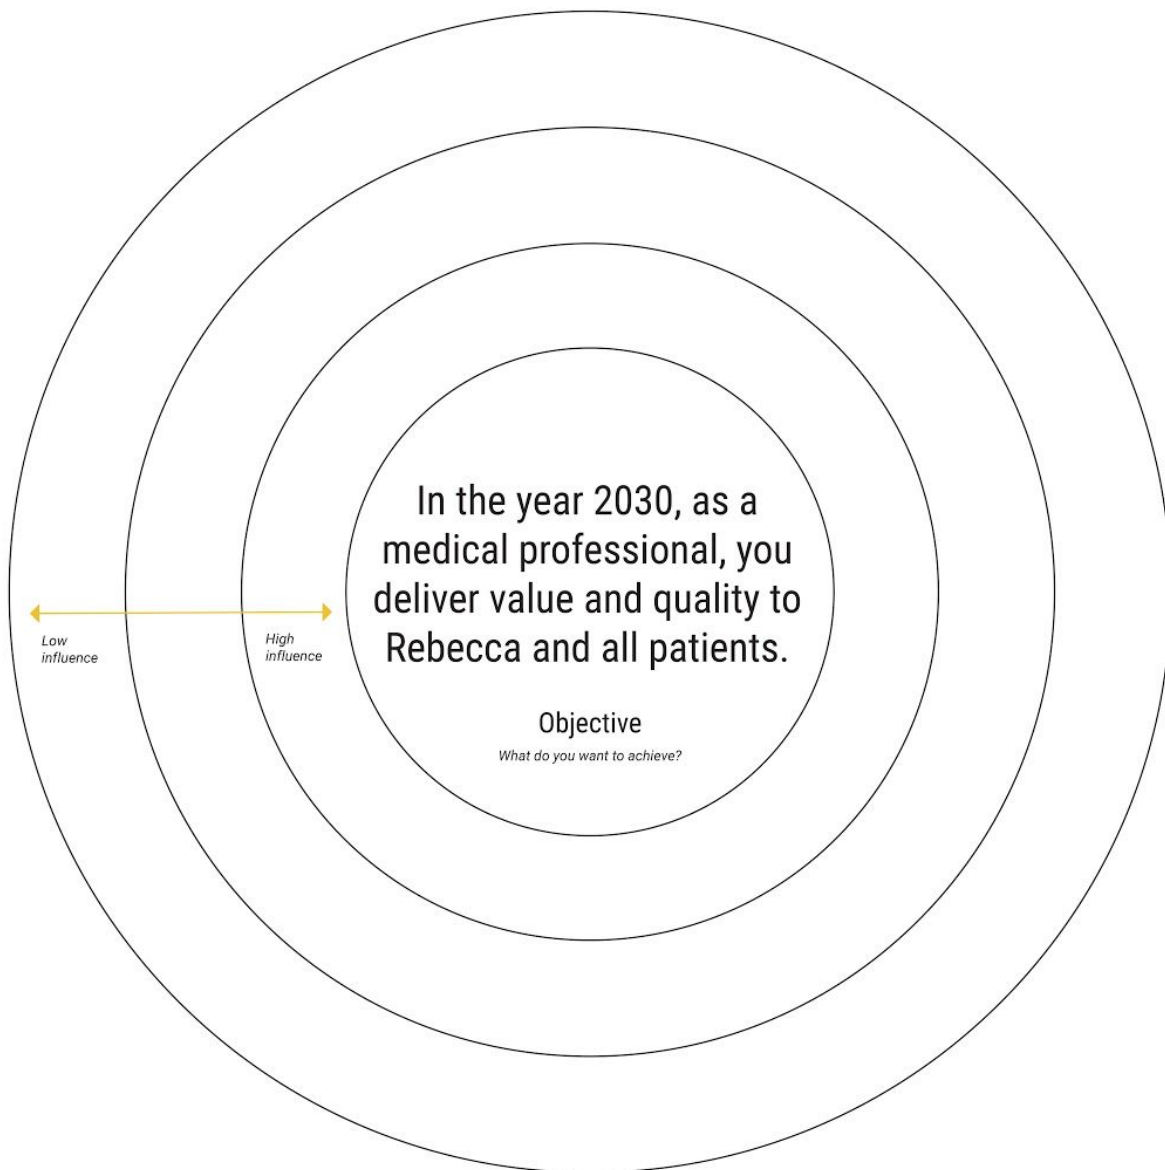 In the year 2030, as a
medical professional, you
deliver value and quality to
Rebecca and all patients.
Low
influence
High
influence
Objective
What do you want to achieve?